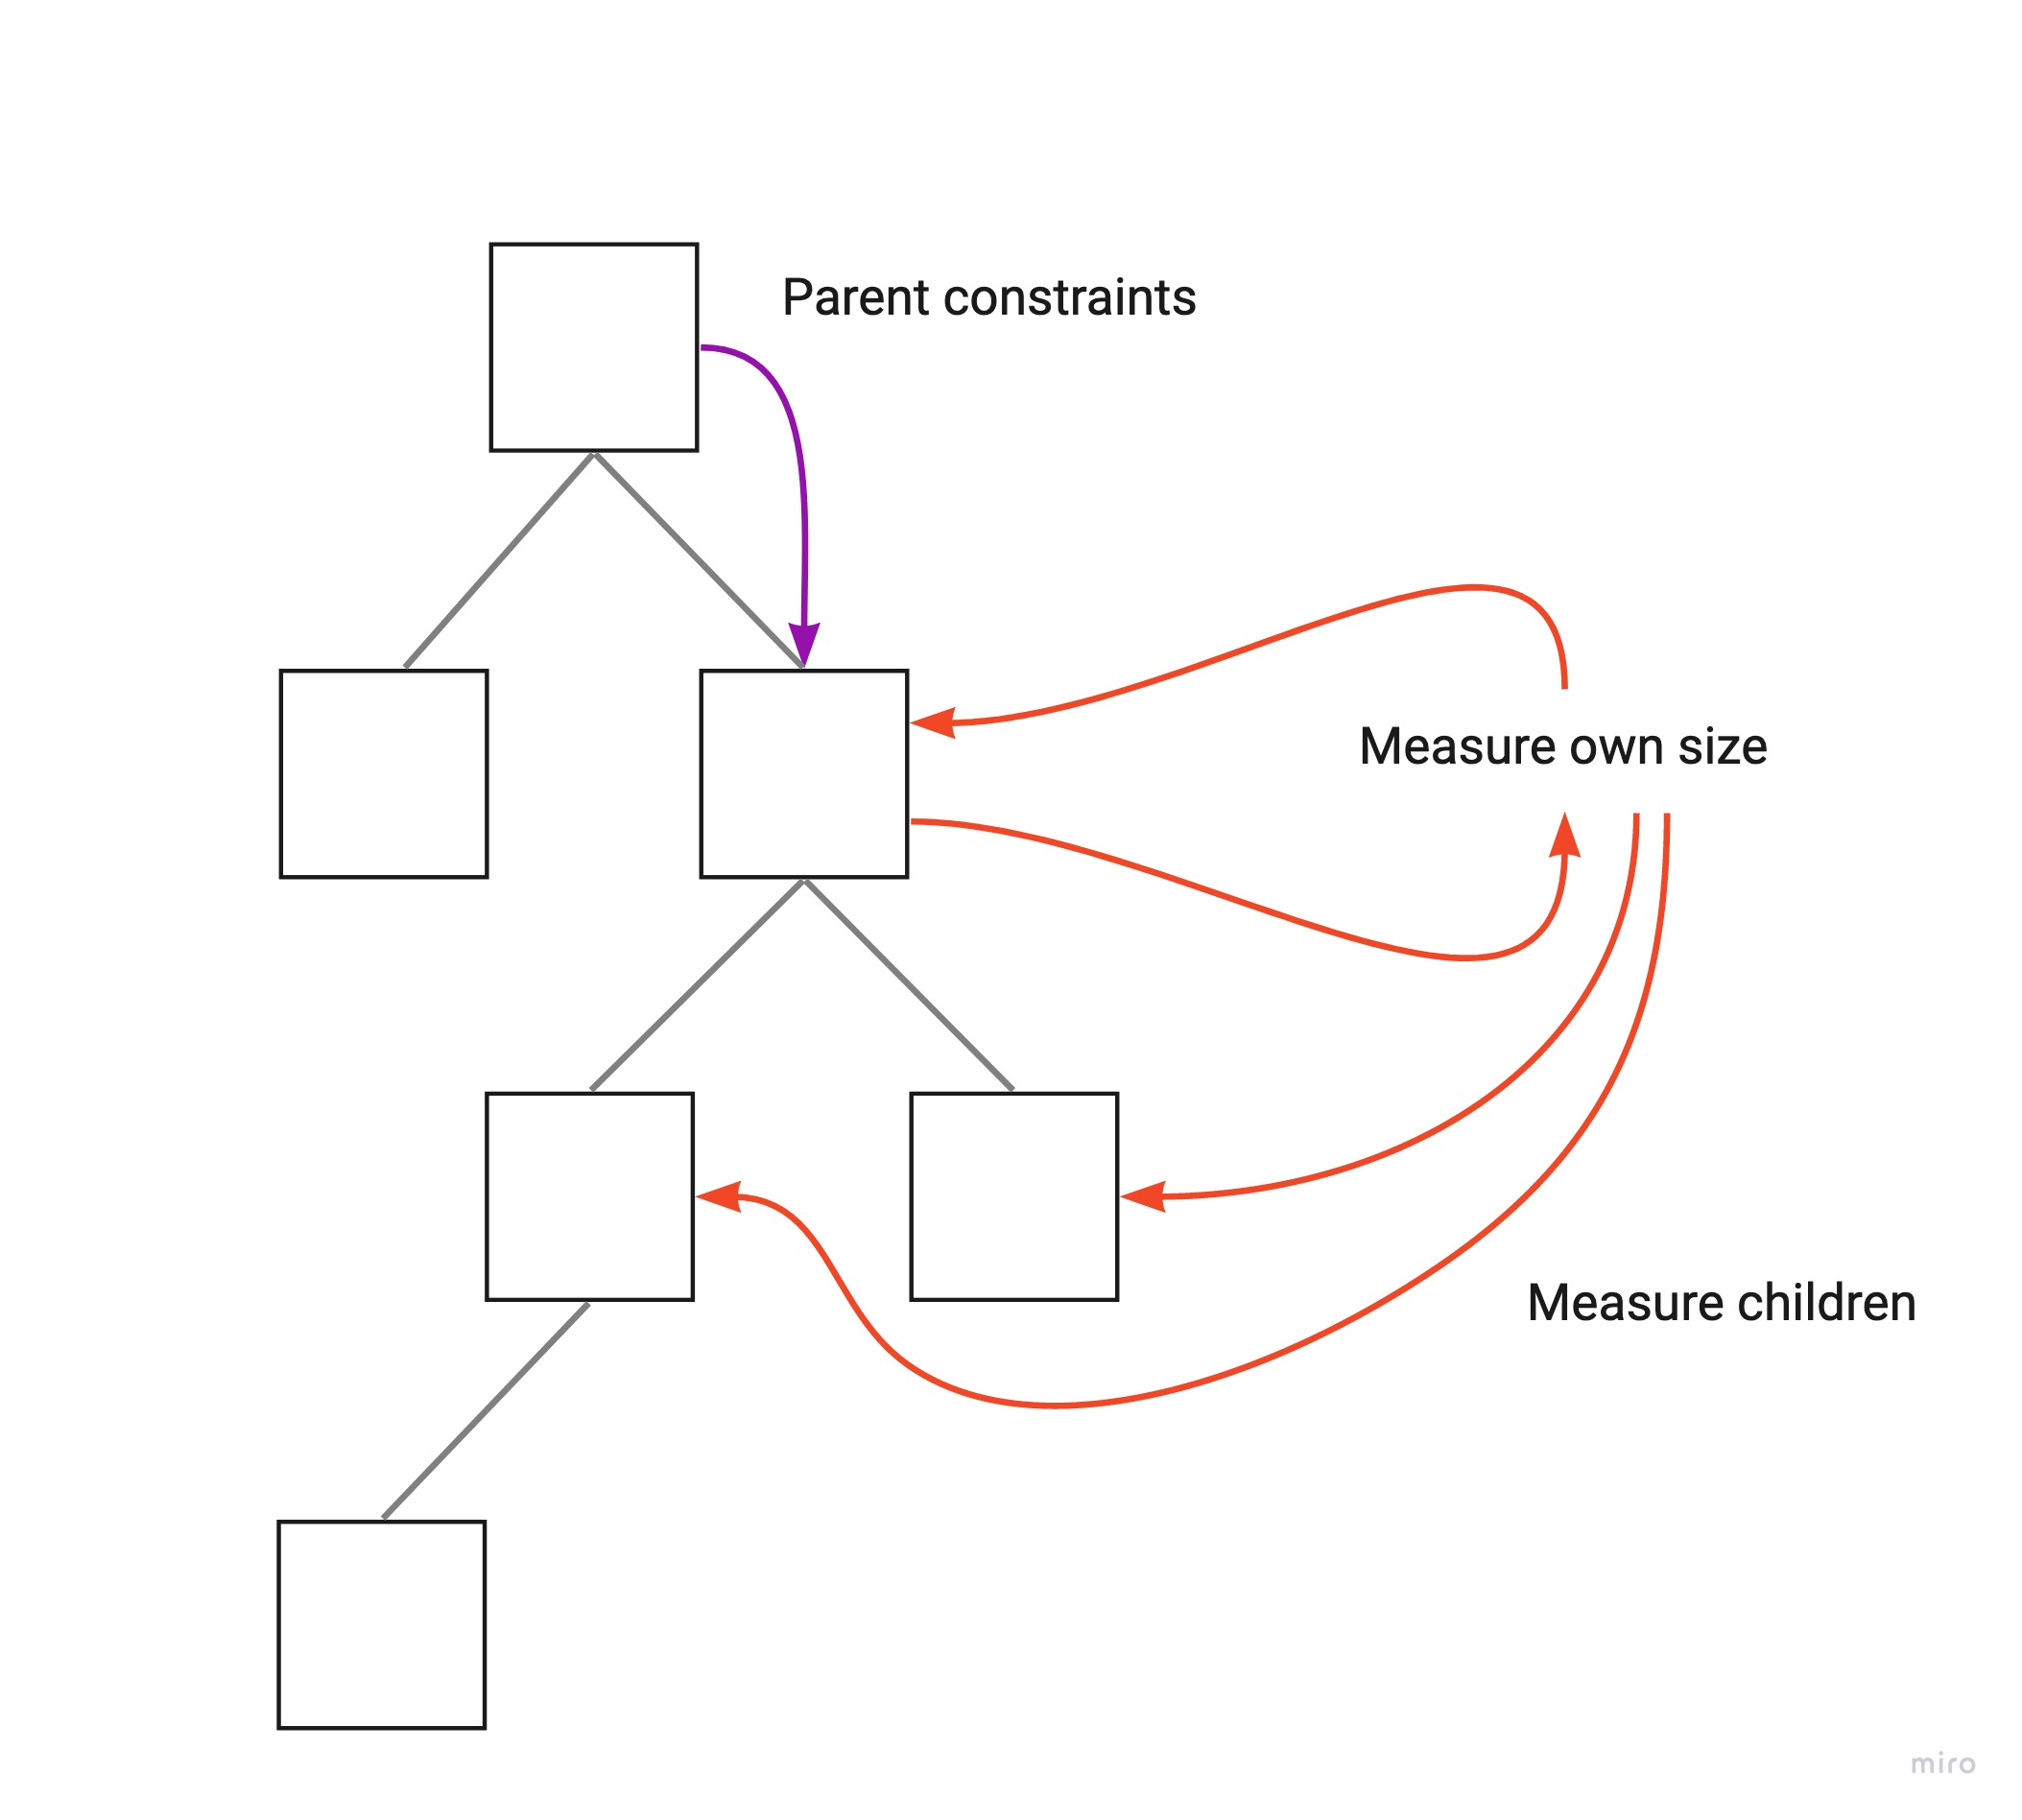 Parent constraints
Measure own size
Measure children
miro